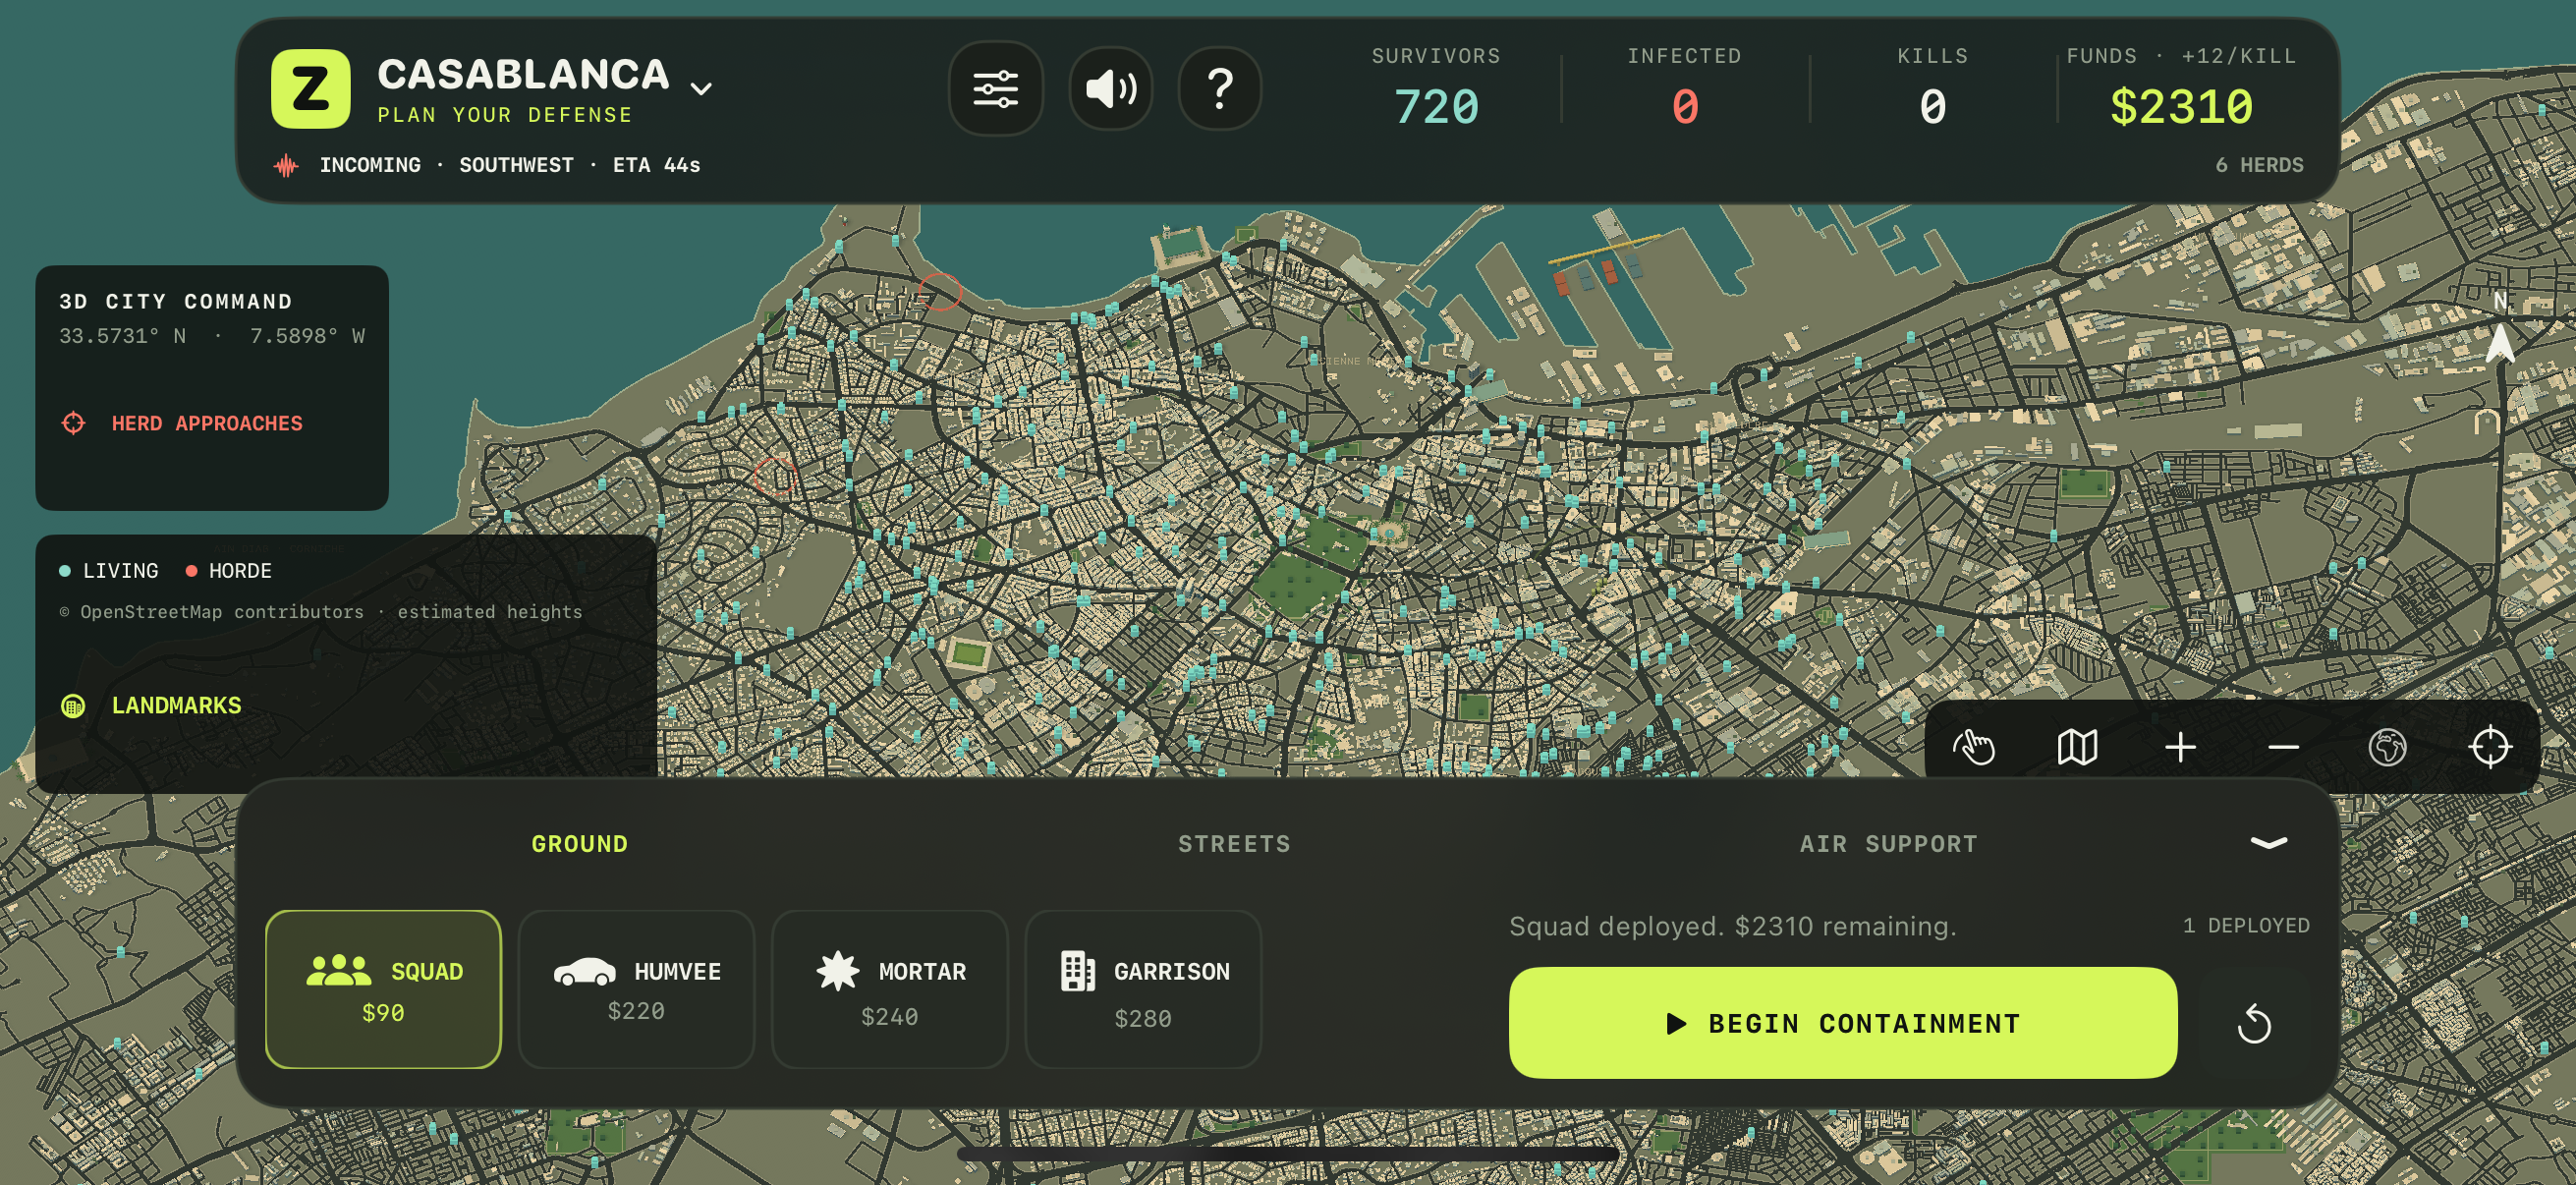 Z
CASABLANCA
PLAN YOUR DEFENSE
INCOMING · SOUTHWEST · ETA 44s
?
SURVIVORS
720
INFECTED
0
KILLS
0
FUNDS · +12/KILL
$2310
6 HERDS
3D CITY COMMAND
33.5731° N · 7.5898° W
HERD APPROACHES
N
LIVING HORDE
© OpenStreetMap contributors · estimated heights
LANDMARKS
GROUND
STREETS
AIR SUPPORT
SQUAD
$90
HUMVEE
$220
MORTAR
$240
GARRISON
$280
Squad deployed. $2310 remaining.
1 DEPLOYED
BEGIN CONTAINMENT